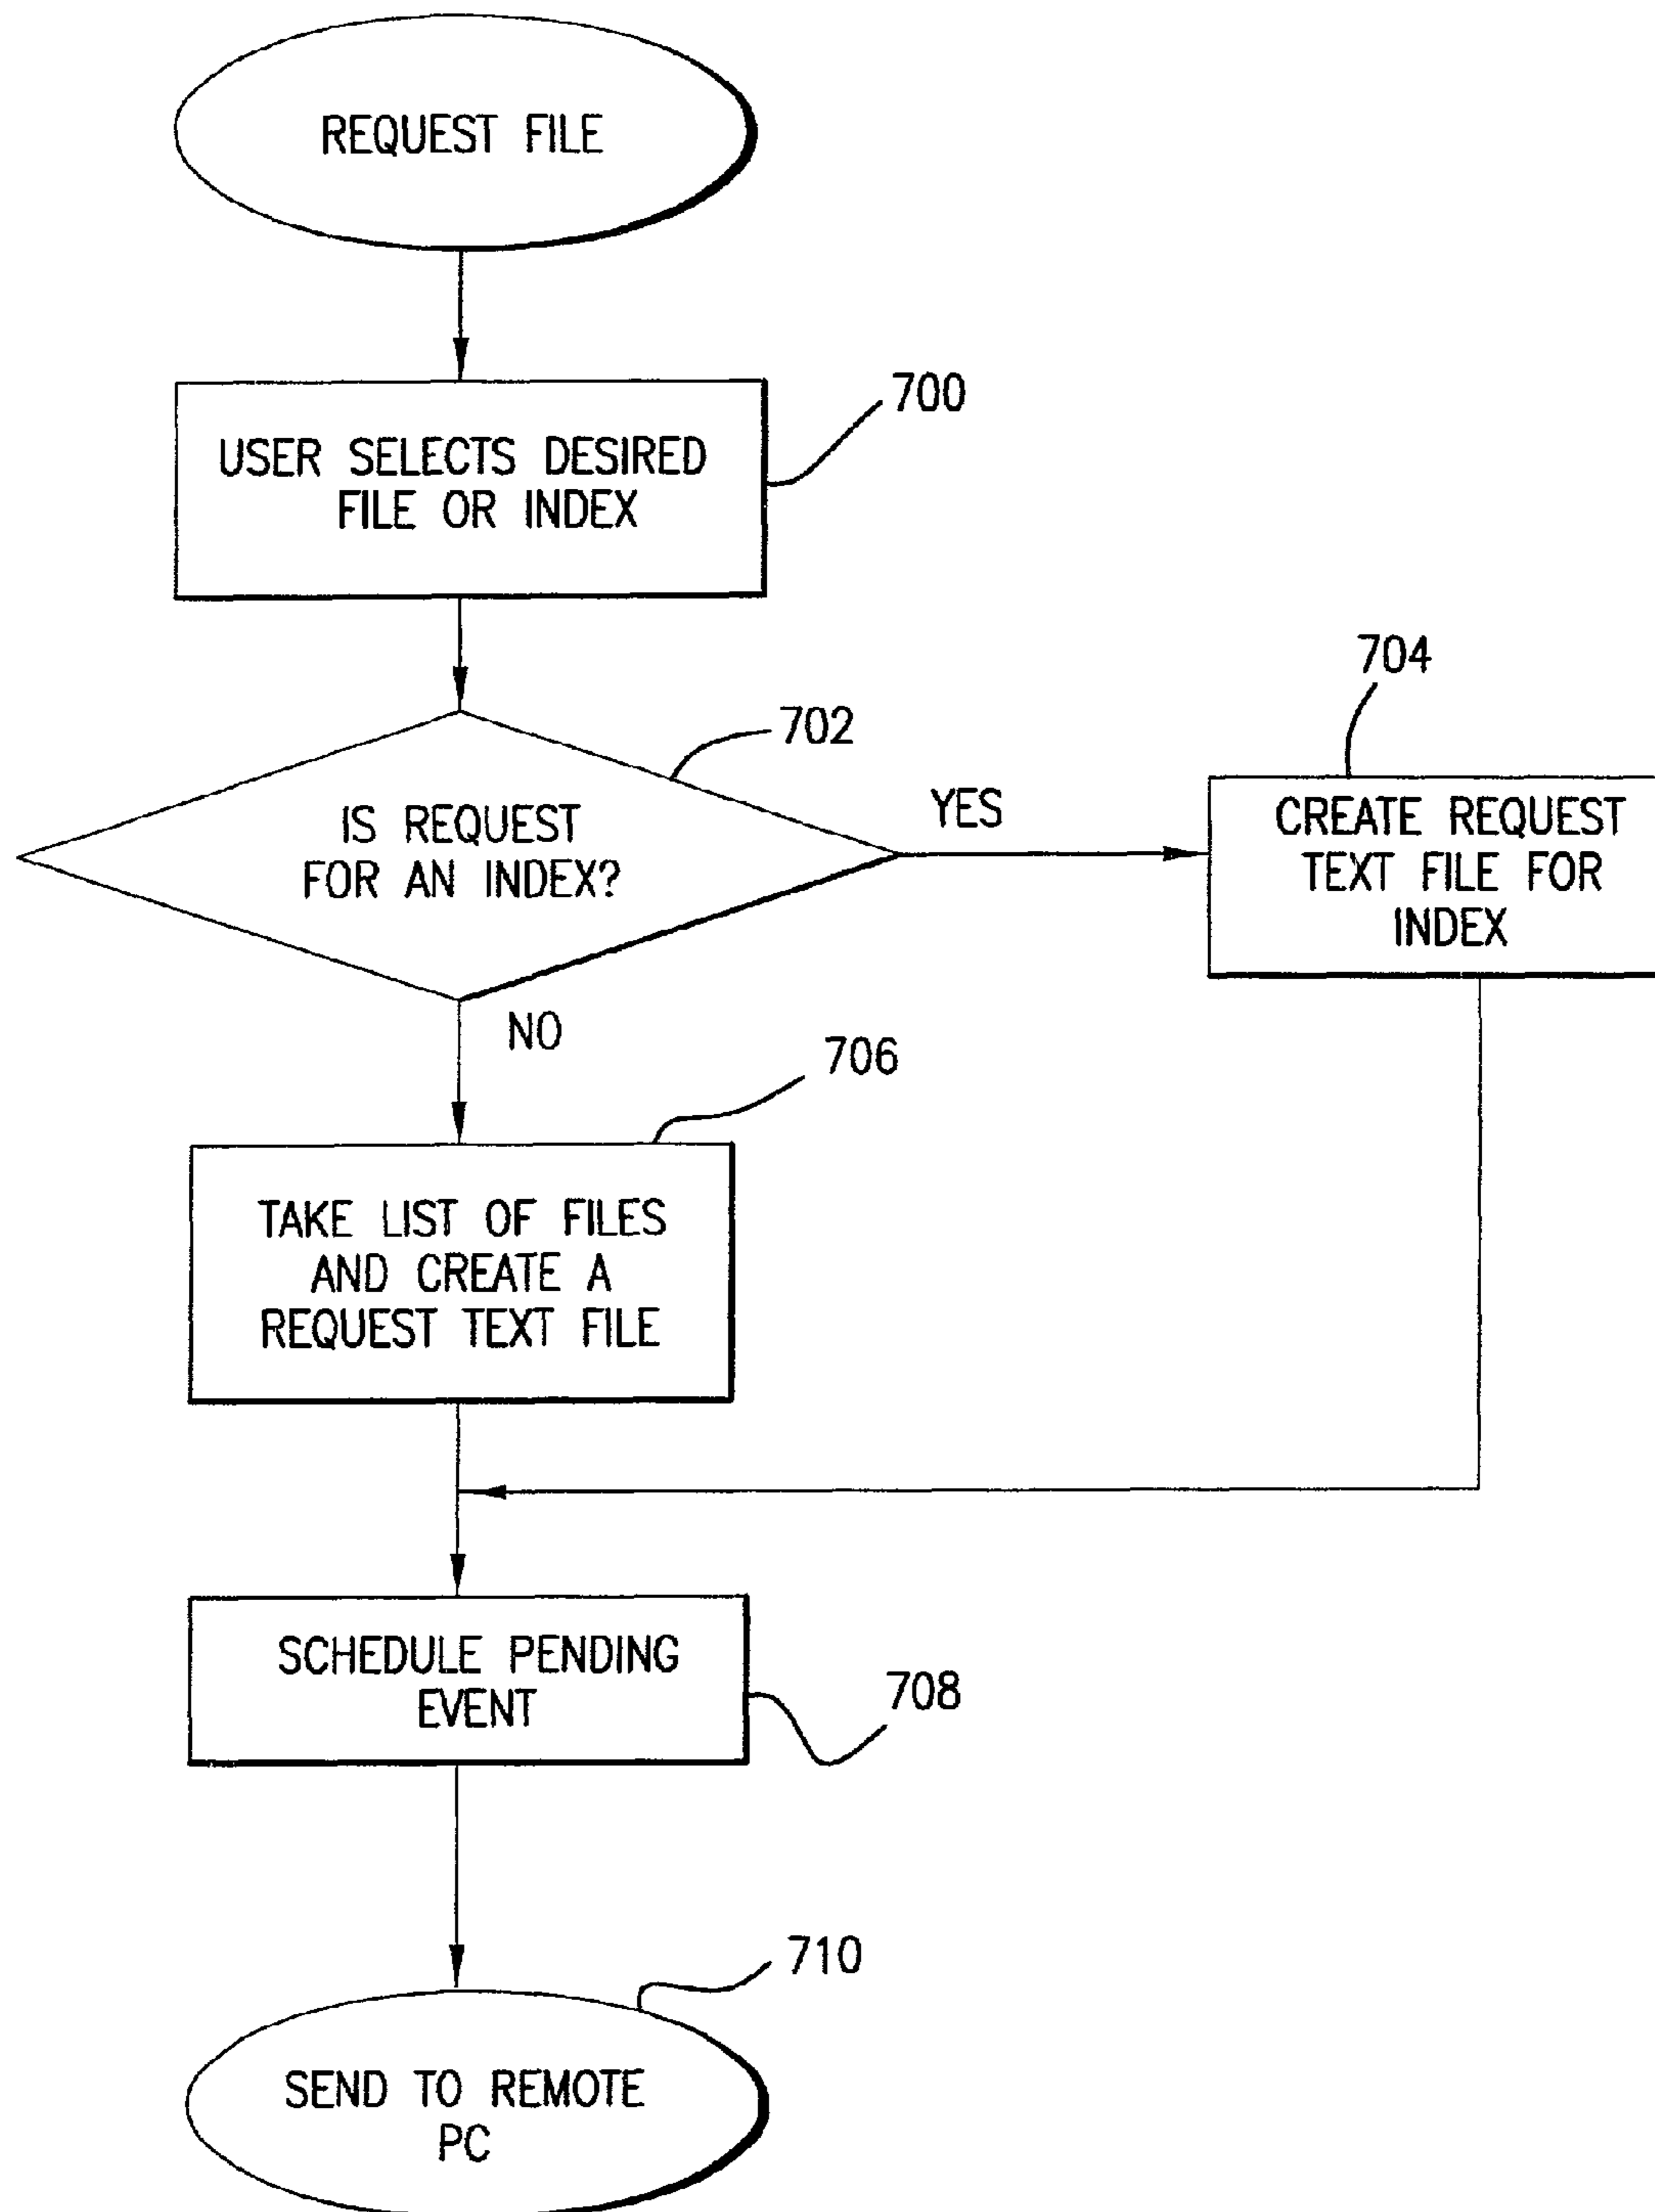 REQUEST FILE
700
USER SELECTS DESIRED
FILE OR INDEX
704
702
IS REQUEST
FOR AN INDEX?
YES
CREATE REQUEST
TEXT FILE FOR
INDEX
NO
706
TAKE LIST OF FILES
AND CREATE A
REQUEST TEXT FILE
SCHEDULE PENDING
EVENT
708
710
SEND TO REMOTE
PC